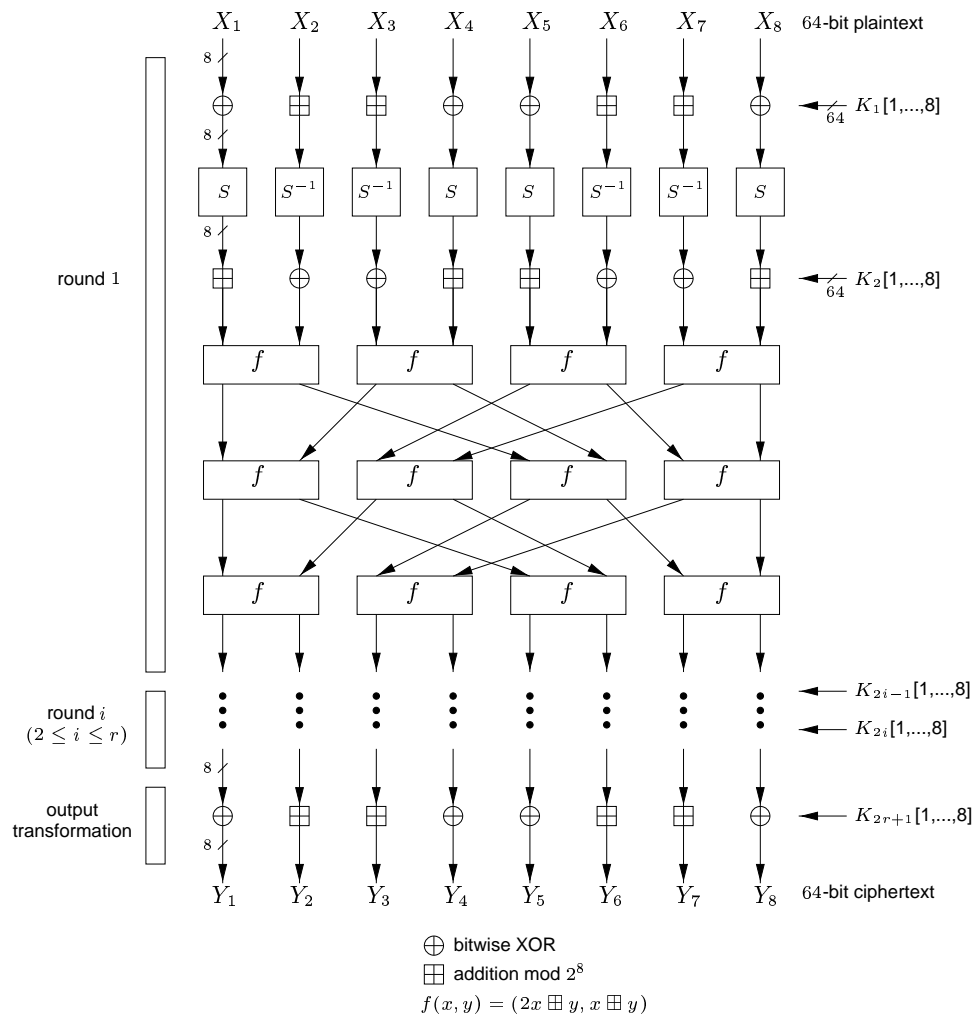 X₁ X₂ X₃ X₄ X₅ X₆ X₇ X₈ 64-bit plaintext
8
K₁[1,...,8]
64
8
S S⁻¹ S⁻¹ S S S⁻¹ S⁻¹ S
8
round 1
K₂[1,...,8]
64
f f f f
f f f f
f f f f
K₂ᵢ₋₁[1,...,8]
round i
(2 ≤ i ≤ r)
K₂ᵢ[1,...,8]
8
output
transformation
K₂ᵣ₊₁[1,...,8]
8
Y₁ Y₂ Y₃ Y₄ Y₅ Y₆ Y₇ Y₈ 64-bit ciphertext
⊕ bitwise XOR
⊞ addition mod 2⁸
f(x, y) = (2x ⊞ y, x ⊞ y)